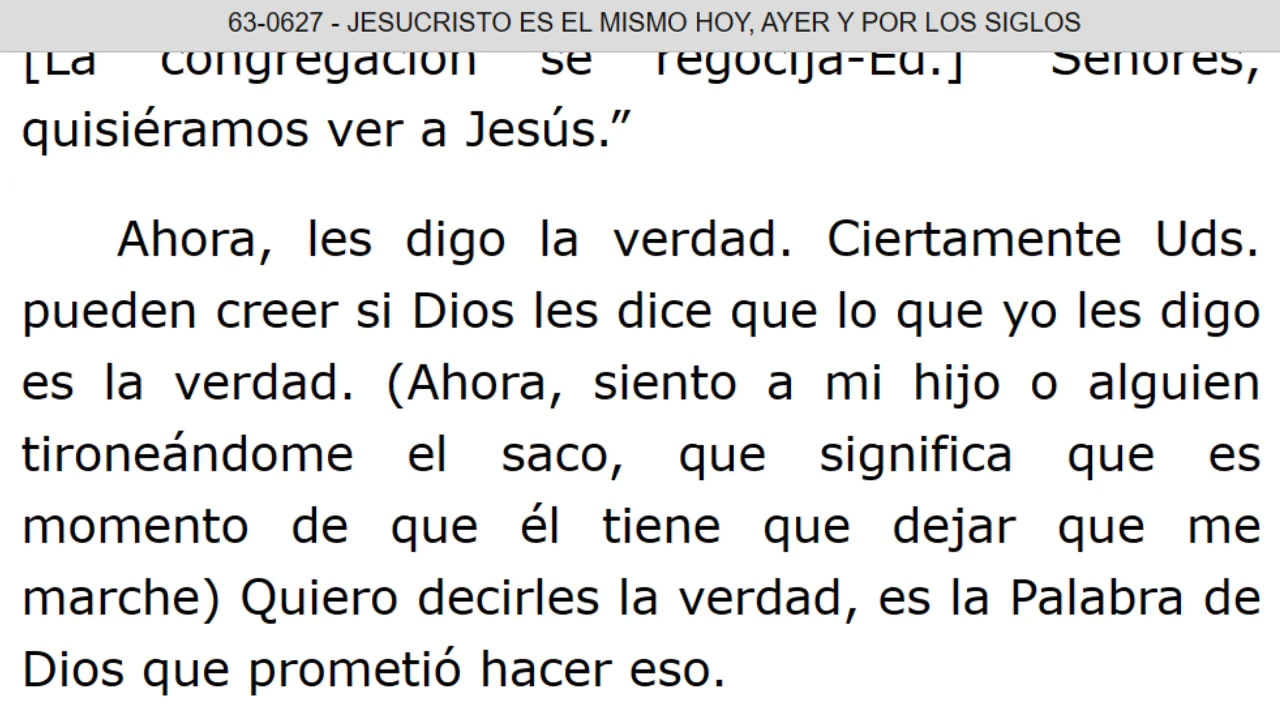 63-0627 - JESUCRISTO ES EL MISMO HOY, AYER Y POR LOS SIGLOS
[La congregación se regocija-Ed.] Señores,
quisiéramos ver a Jesús.”
Ahora, les digo la verdad. Ciertamente Uds.
pueden creer si Dios les dice que lo que yo les digo
es la verdad. (Ahora, siento a mi hijo o alguien
tironeándome el saco, que significa que es
momento de que él tiene que dejar que me
marche) Quiero decirles la verdad, es la Palabra de
Dios que prometió hacer eso.